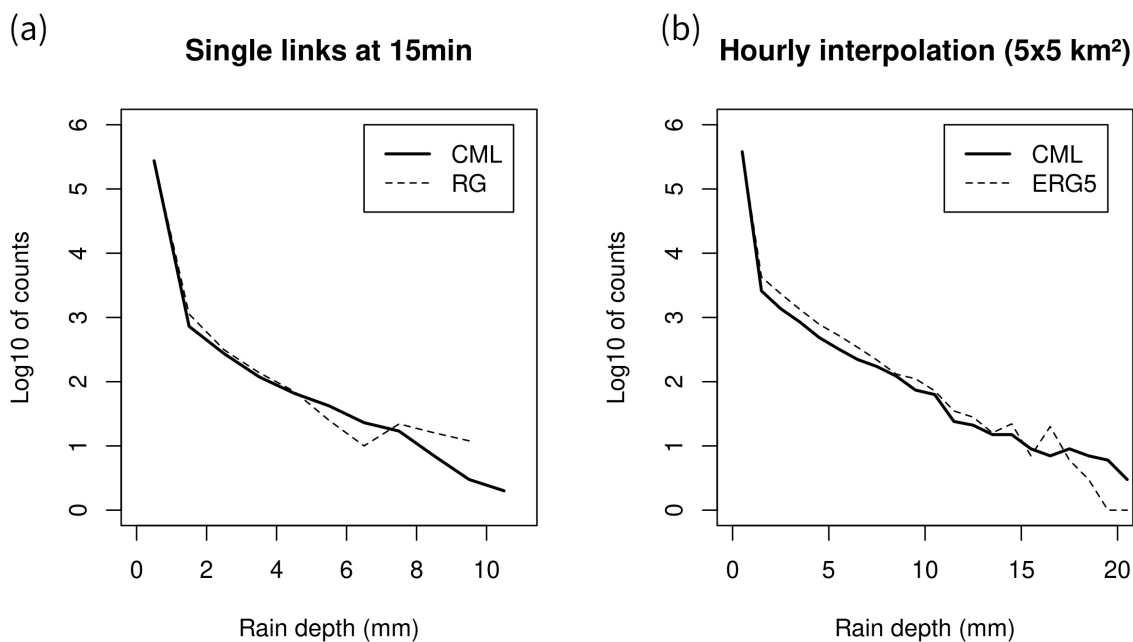 (a)
Single links at 15min
CML
RG
6
5
4
3
2
1
0
Log10 of counts
0 2 4 6 8 10
Rain depth (mm)
(b)
Hourly interpolation (5x5 km²)
CML
ERG5
6
5
4
3
2
1
0
Log10 of counts
0 5 10 15 20
Rain depth (mm)